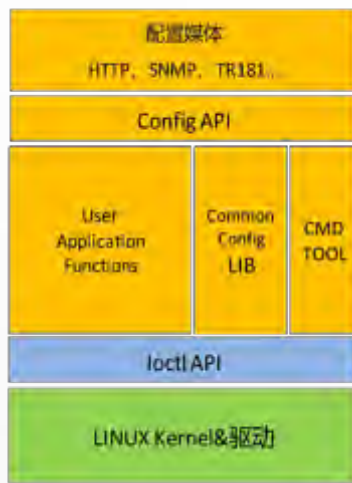 配置媒体
HTTP, SNMP, TR181...
Config API
User
Application
Functions
Common
Config
LIB
CMD
TOOL
Ioctl API
LINUX Kernel&驱动